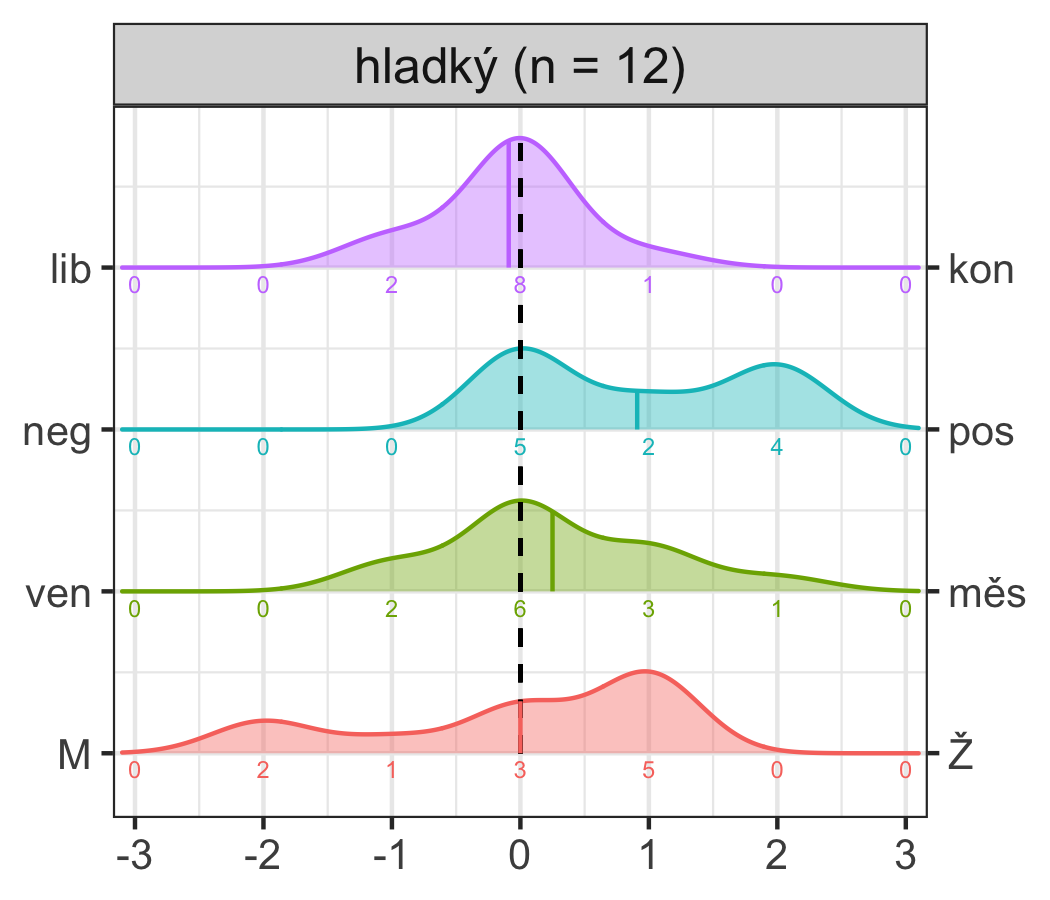 hladký (n = 12)
lib kon
0 0 2 8 1 0 0
neg pos
0 0 0 5 2 4 0
ven měs
0 0 2 6 3 1 0
M Ž
0 2 1 3 5 0 0
-3 -2 -1 0 1 2 3